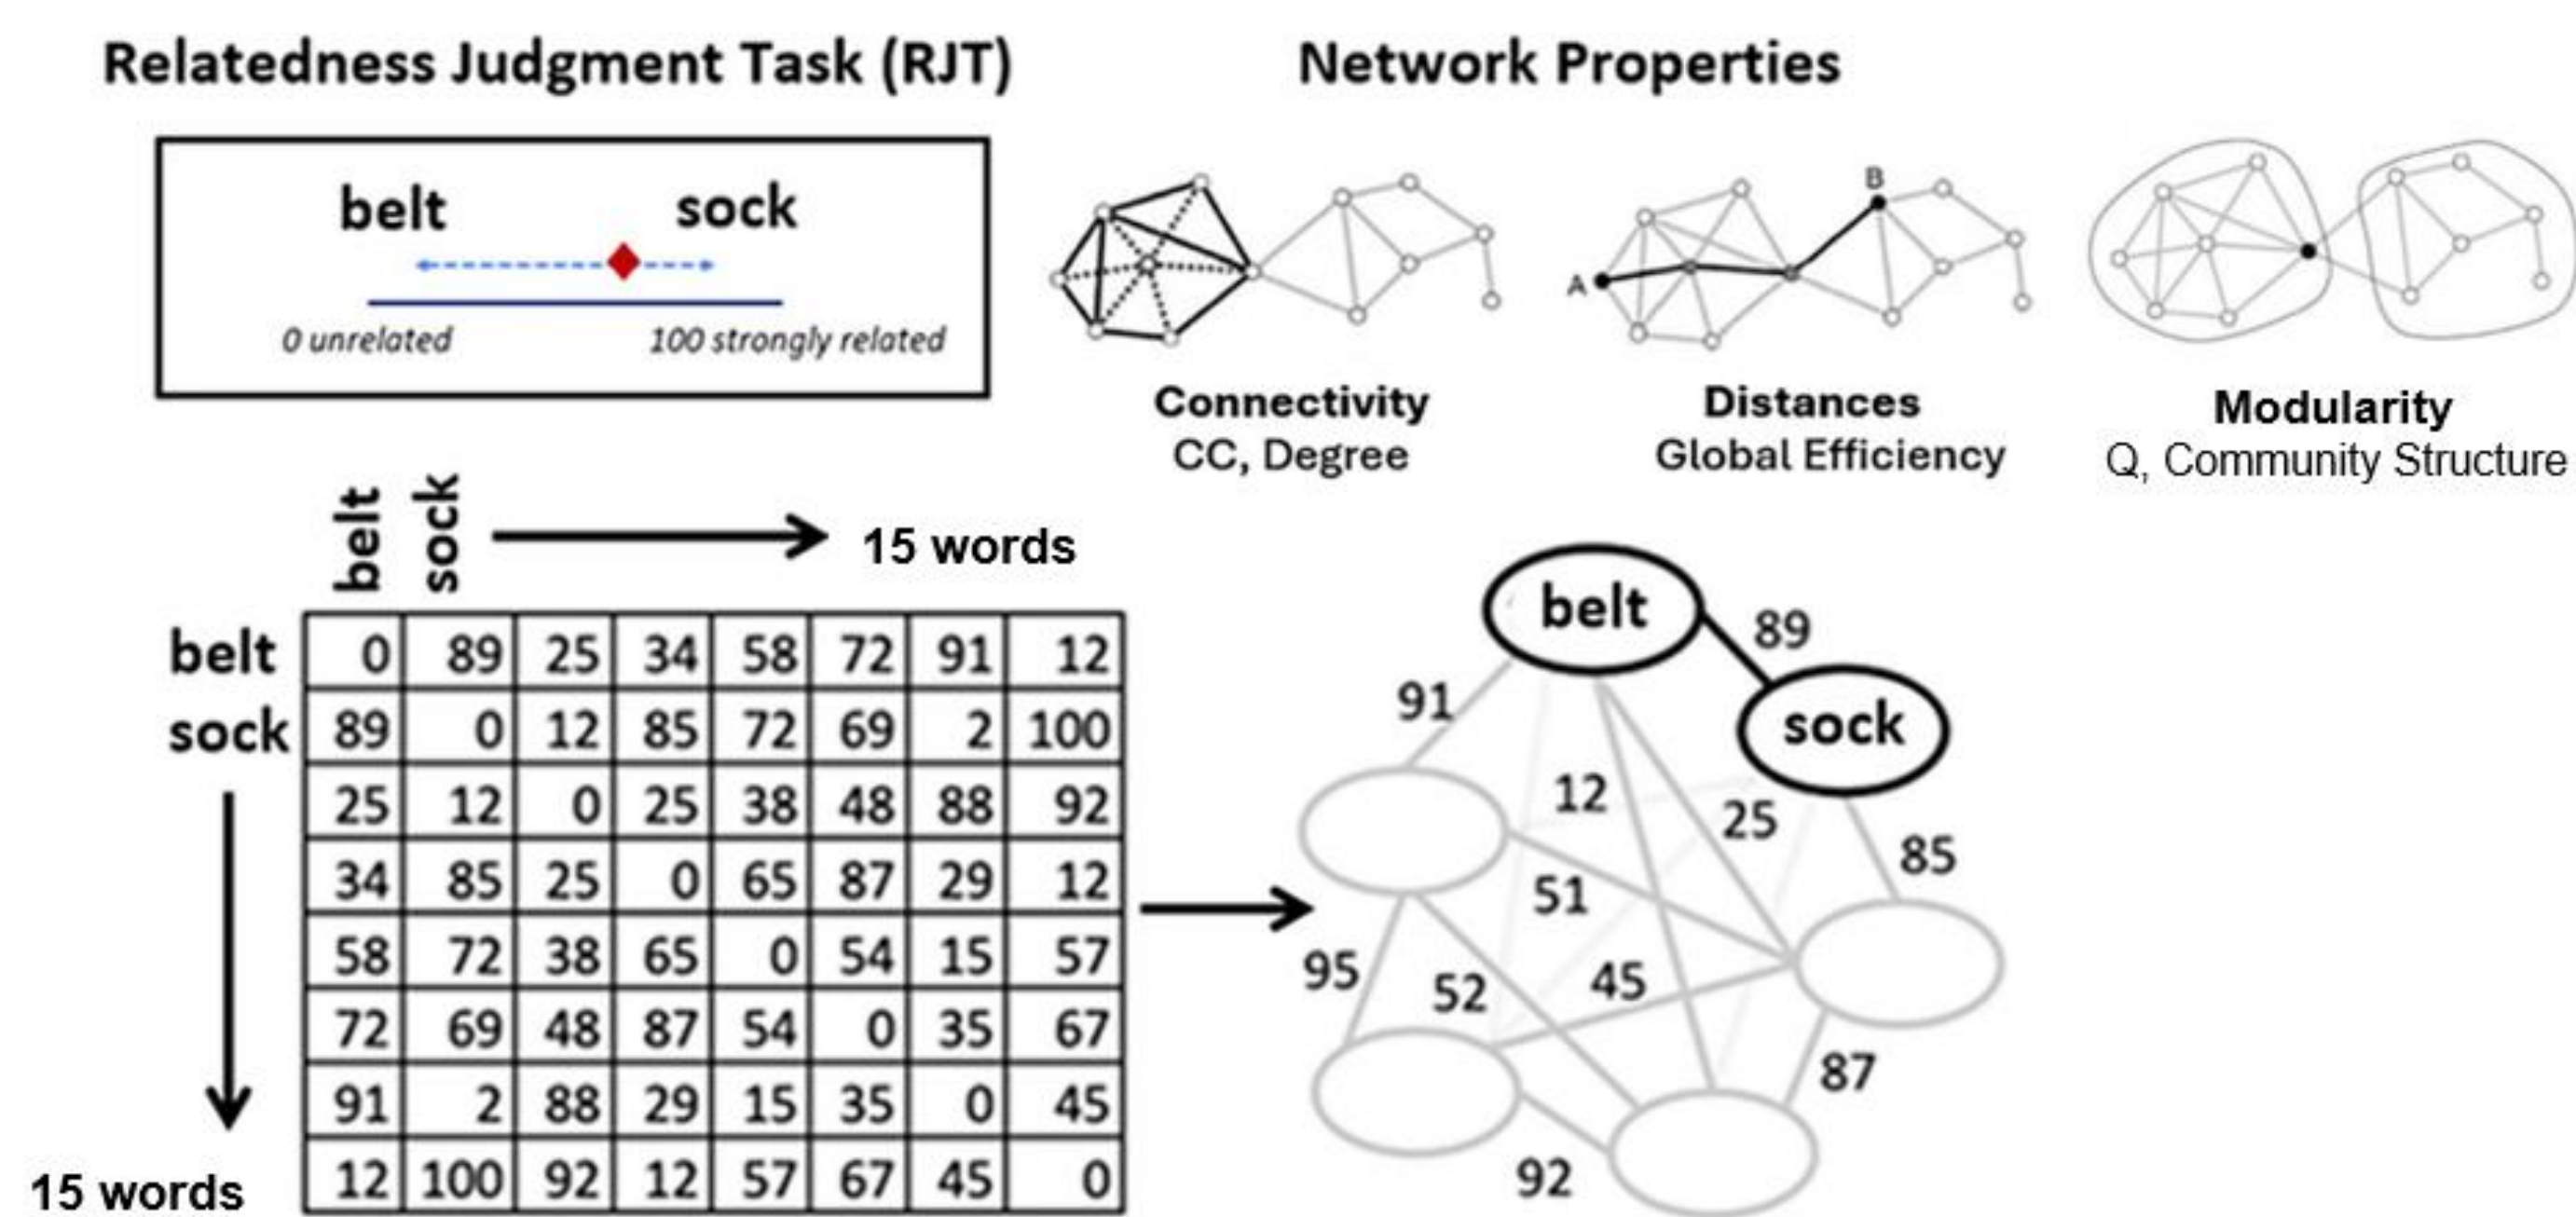 Relatedness Judgment Task (RJT)
belt sock
0 unrelated 100 strongly related
Network Properties
Connectivity
CC, Degree
A B
Distances
Global Efficiency
Modularity
Q, Community Structure
belt sock 15 words
belt 0 89 25 34 58 72 91 12
sock 89 0 12 85 72 69 2 100
25 12 0 25 38 48 88 92
34 85 25 0 65 87 29 12
58 72 38 65 0 54 15 57
72 69 48 87 54 0 35 67
91 2 88 29 15 35 0 45
12 100 92 12 57 67 45 0
15 words
belt
89
91
sock
12
25
85
51
95
52
45
87
92